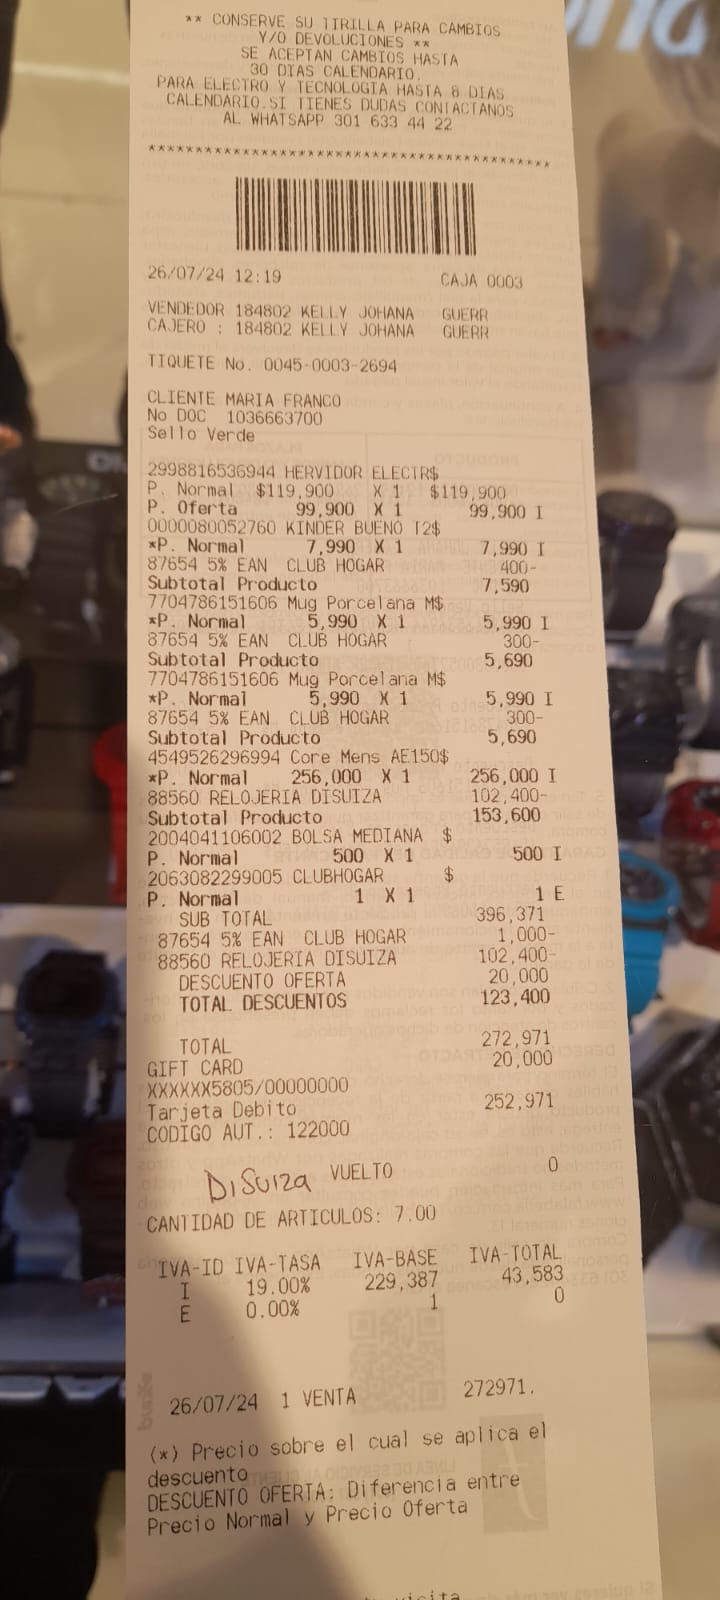 ** CONSERVE SU TIRILLA PARA CAMBIOS
Y/O DEVOLUCIONES **
SE ACEPTAN CAMBIOS HASTA
30 DIAS CALENDARIO.
PARA ELECTRO Y TECNOLOGIA HASTA 8 DIAS
CALENDARIO.SI TIENES DUDAS CONTACTANOS
AL WHATSAPP 301 633 44 22
****************************************
26/07/24 12:19 CAJA 0003
VENDEDOR 184802 KELLY JOHANA GUERR
CAJERO : 184802 KELLY JOHANA GUERR
TIQUETE No. 0045-0003-2694
CLIENTE MARIA FRANCO
No DOC 1036663700
Sello Verde
2998816536944 HERVIDOR ELECTR$
P. Normal $119,900 X 1 $119,900
P. Oferta 99,900 X 1 99,900 I
0000080052760 KINDER BUENO T2$
*P. Normal 7,990 X 1 7,990 I
87654 5% EAN CLUB HOGAR 400-
Subtotal Producto 7,590
7704786151606 Mug Porcelana M$
*P. Normal 5,990 X 1 5,990 I
87654 5% EAN CLUB HOGAR 300-
Subtotal Producto 5,690
7704786151606 Mug Porcelana M$
*P. Normal 5,990 X 1 5,990 I
87654 5% EAN CLUB HOGAR 300-
Subtotal Producto 5,690
4549526296994 Core Mens AE150$
*P. Normal 256,000 X 1 256,000 I
88560 RELOJERIA DISUIZA 102,400-
Subtotal Producto 153,600
2004041106002 BOLSA MEDIANA $
P. Normal 500 X 1 500 I
2063082299005 CLUBHOGAR $
P. Normal 1 X 1 1 E
SUB TOTAL 396,371
87654 5% EAN CLUB HOGAR 1,000-
88560 RELOJERIA DISUIZA 102,400-
DESCUENTO OFERTA 20,000
TOTAL DESCUENTOS 123,400
TOTAL 272,971
GIFT CARD 20,000
XXXXXX5805/00000000
Tarjeta Debito 252,971
CODIGO AUT.: 122000
DiSuiza VUELTO 0
CANTIDAD DE ARTICULOS: 7.00
IVA-ID IVA-TASA IVA-BASE IVA-TOTAL
I 19.00% 229,387 43,583
E 0.00% 1 0
26/07/24 1 VENTA 272971.
(*) Precio sobre el cual se aplica el
descuento
DESCUENTO OFERTA: Diferencia entre
Precio Normal y Precio Oferta